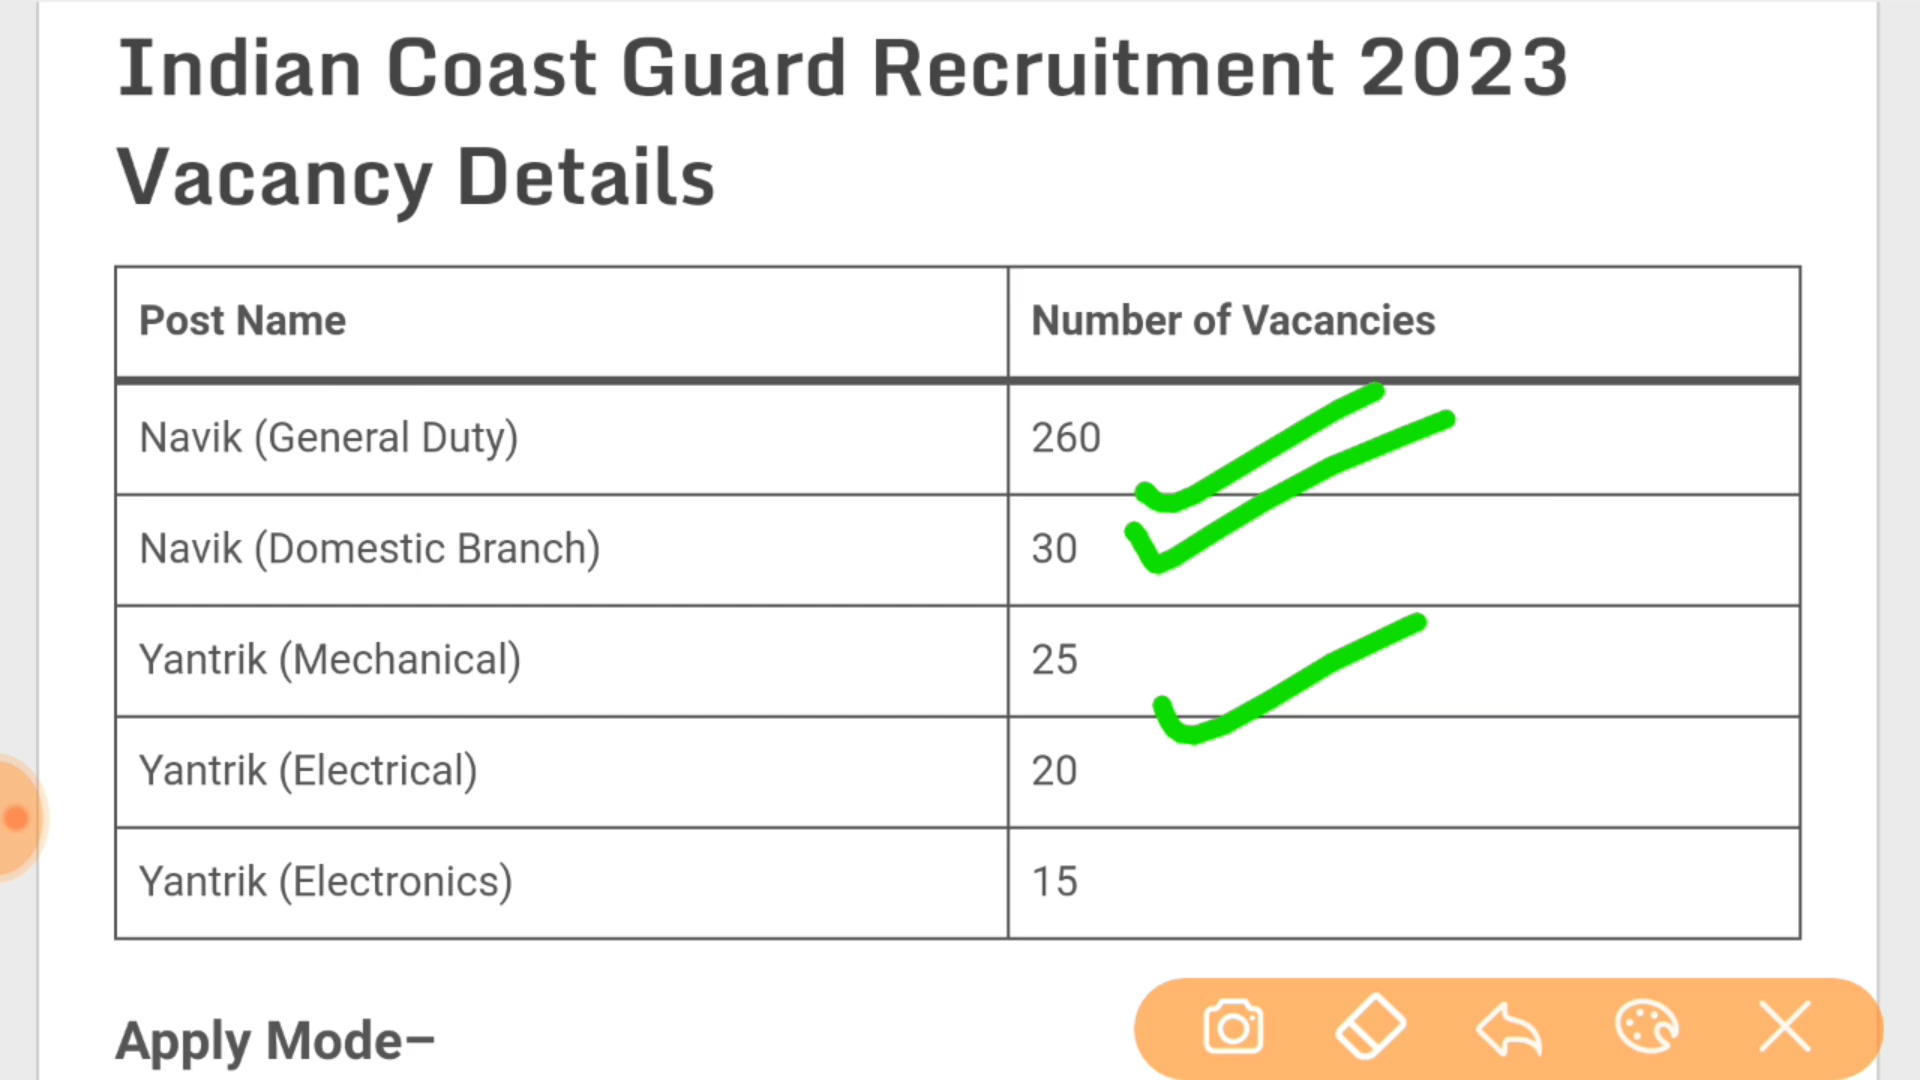 Indian Coast Guard Recruitment 2023
Vacancy Details
Post Name Number of Vacancies
Navik (General Duty) 260
Navik (Domestic Branch) 30
Yantrik (Mechanical) 25
Yantrik (Electrical) 20
Yantrik (Electronics) 15
Apply Mode–